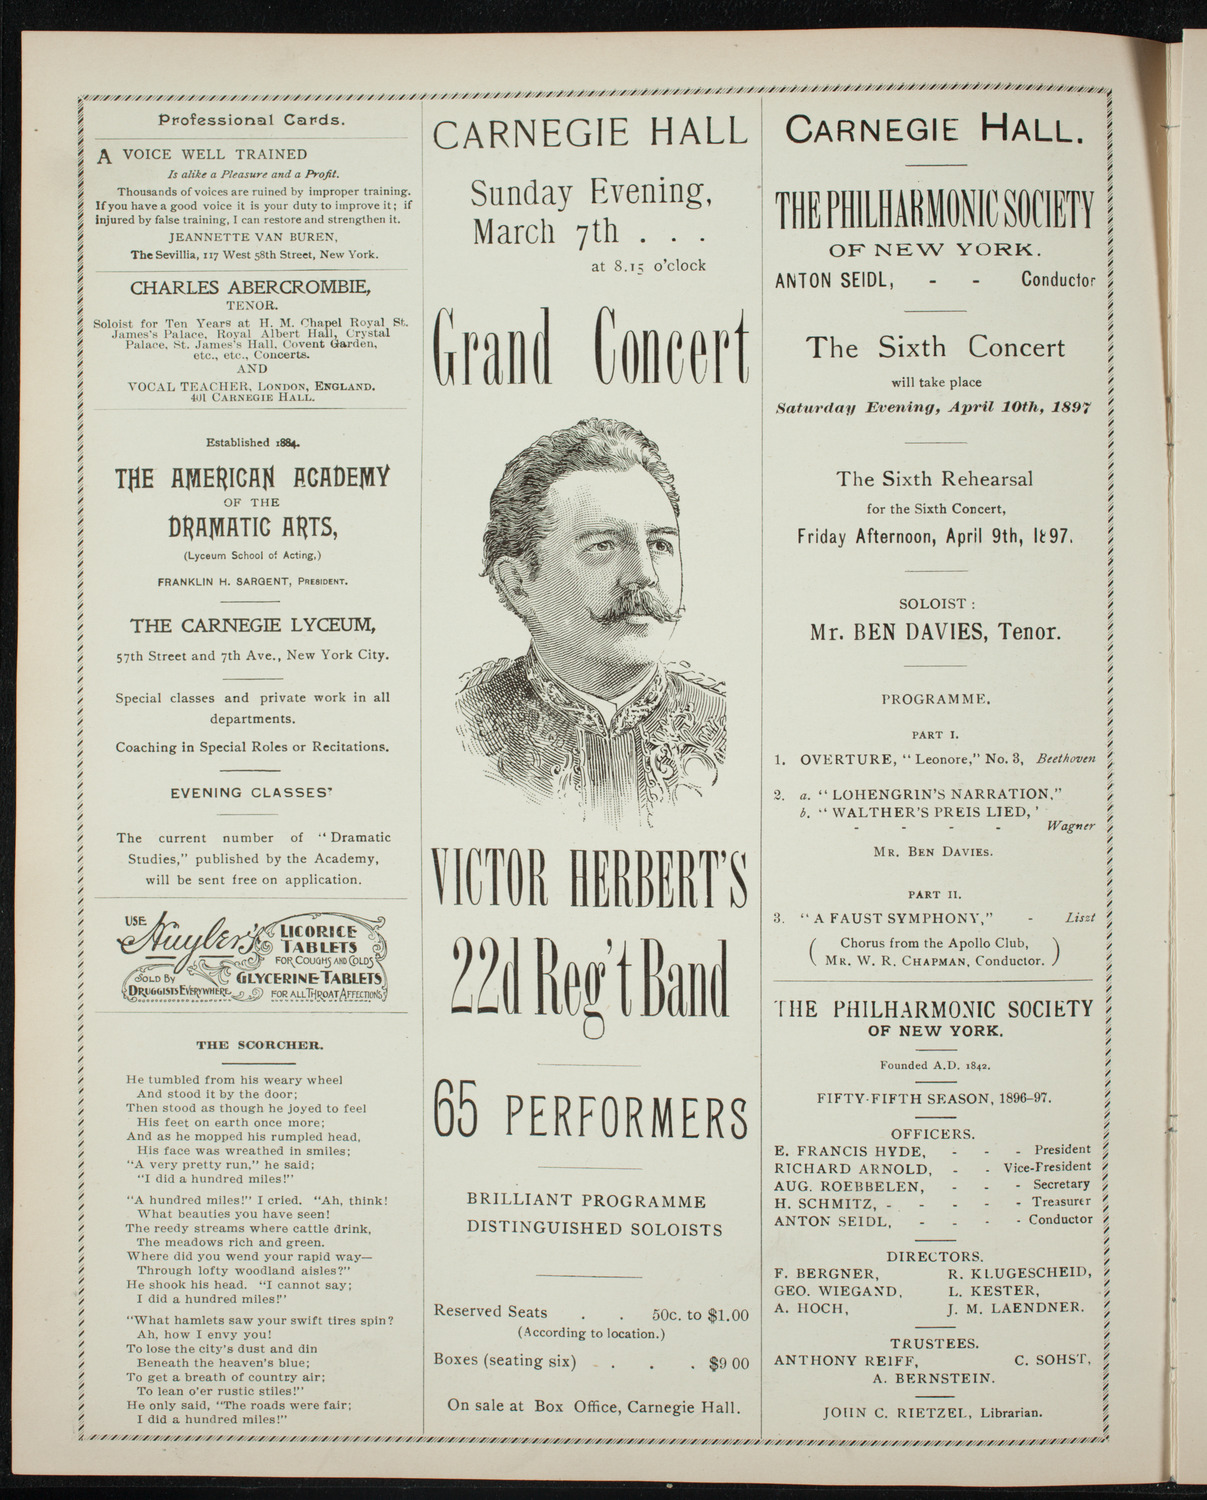 Professional Cards.
A VOICE WELL TRAINED
Is alike a Pleasure and a Profit.
Thousands of voices are ruined by improper training.
If you have a good voice it is your duty to improve it; if
injured by false training, I can restore and strengthen it.
JEANNETTE VAN BUREN,
The Sevillia, 117 West 58th Street, New York.
CHARLES ABERCROMBIE,
TENOR.
Soloist for Ten Years at H. M. Chapel Royal St.
James's Palace, Royal Albert Hall, Crystal
Palace, St. James's Hall, Covent Garden,
etc., etc., Concerts.
AND
VOCAL TEACHER, LONDON, ENGLAND.
401 CARNEGIE HALL.
Established 1884.
THE AMERICAN ACADEMY
OF THE
DRAMATIC ARTS,
(Lyceum School of Acting,)
FRANKLIN H. SARGENT, PRESIDENT.
THE CARNEGIE LYCEUM,
57th Street and 7th Ave., New York City.
Special classes and private work in all
departments.
Coaching in Special Roles or Recitations.
EVENING CLASSES'
The current number of "Dramatic
Studies," published by the Academy,
will be sent free on application.
USE Huyler's
LICORICE
TABLETS
FOR COUGHS AND COLDS
SOLD BY
DRUGGISTS EVERYWHERE
GLYCERINE TABLETS
FOR ALL THROAT AFFECTIONS
THE SCORCHER.
He tumbled from his weary wheel
And stood it by the door;
Then stood as though he joyed to feel
His feet on earth once more;
And as he mopped his rumpled head,
His face was wreathed in smiles;
"A very pretty run," he said;
"I did a hundred miles!"
"A hundred miles!" I cried. "Ah, think!
What beauties you have seen!
The reedy streams where cattle drink,
The meadows rich and green.
Where did you wend your rapid way—
Through lofty woodland aisles?"
He shook his head. "I cannot say;
I did a hundred miles!"
"What hamlets saw your swift tires spin?
Ah, how I envy you!
To lose the city's dust and din
Beneath the heaven's blue;
To get a breath of country air;
To lean o'er rustic stiles!"
He only said, "The roads were fair;
I did a hundred miles!"
CARNEGIE HALL
Sunday Evening,
March 7th . . .
at 8.15 o'clock
Grand Concert
VICTOR HERBERT'S
22d Reg't Band
65 PERFORMERS
BRILLIANT PROGRAMME
DISTINGUISHED SOLOISTS
Reserved Seats . . 50c. to $1.00
(According to location.)
Boxes (seating six) . . . $9 00
On sale at Box Office, Carnegie Hall.
CARNEGIE HALL.
THE PHILHARMONIC SOCIETY
OF NEW YORK.
ANTON SEIDL, - - Conductor
The Sixth Concert
will take place
Saturday Evening, April 10th, 1897
The Sixth Rehearsal
for the Sixth Concert,
Friday Afternoon, April 9th, 1897.
SOLOIST:
Mr. BEN DAVIES, Tenor.
PROGRAMME.
PART I.
1. OVERTURE, "Leonore," No. 3, Beethoven
2. a. "LOHENGRIN'S NARRATION,"
b. "WALTHER'S PREIS LIED,'
- - - - Wagner
MR. BEN DAVIES.
PART II.
3. "A FAUST SYMPHONY," - Liszt
(Chorus from the Apollo Club,
MR. W. R. CHAPMAN, Conductor.)
THE PHILHARMONIC SOCIETY
OF NEW YORK.
Founded A.D. 1842.
FIFTY-FIFTH SEASON, 1896-97.
OFFICERS.
E. FRANCIS HYDE, - - - President
RICHARD ARNOLD, - - Vice-President
AUG. ROEBBELEN, - - - Secretary
H. SCHMITZ, - - - - - Treasurer
ANTON SEIDL, - - - - Conductor
DIRECTORS.
F. BERGNER, R. KLUGESCHEID,
GEO. WIEGAND, L. KESTER,
A. HOCH, J. M. LAENDNER.
TRUSTEES.
ANTHONY REIFF, C. SOHST,
A. BERNSTEIN.
JOHN C. RIETZEL, Librarian.